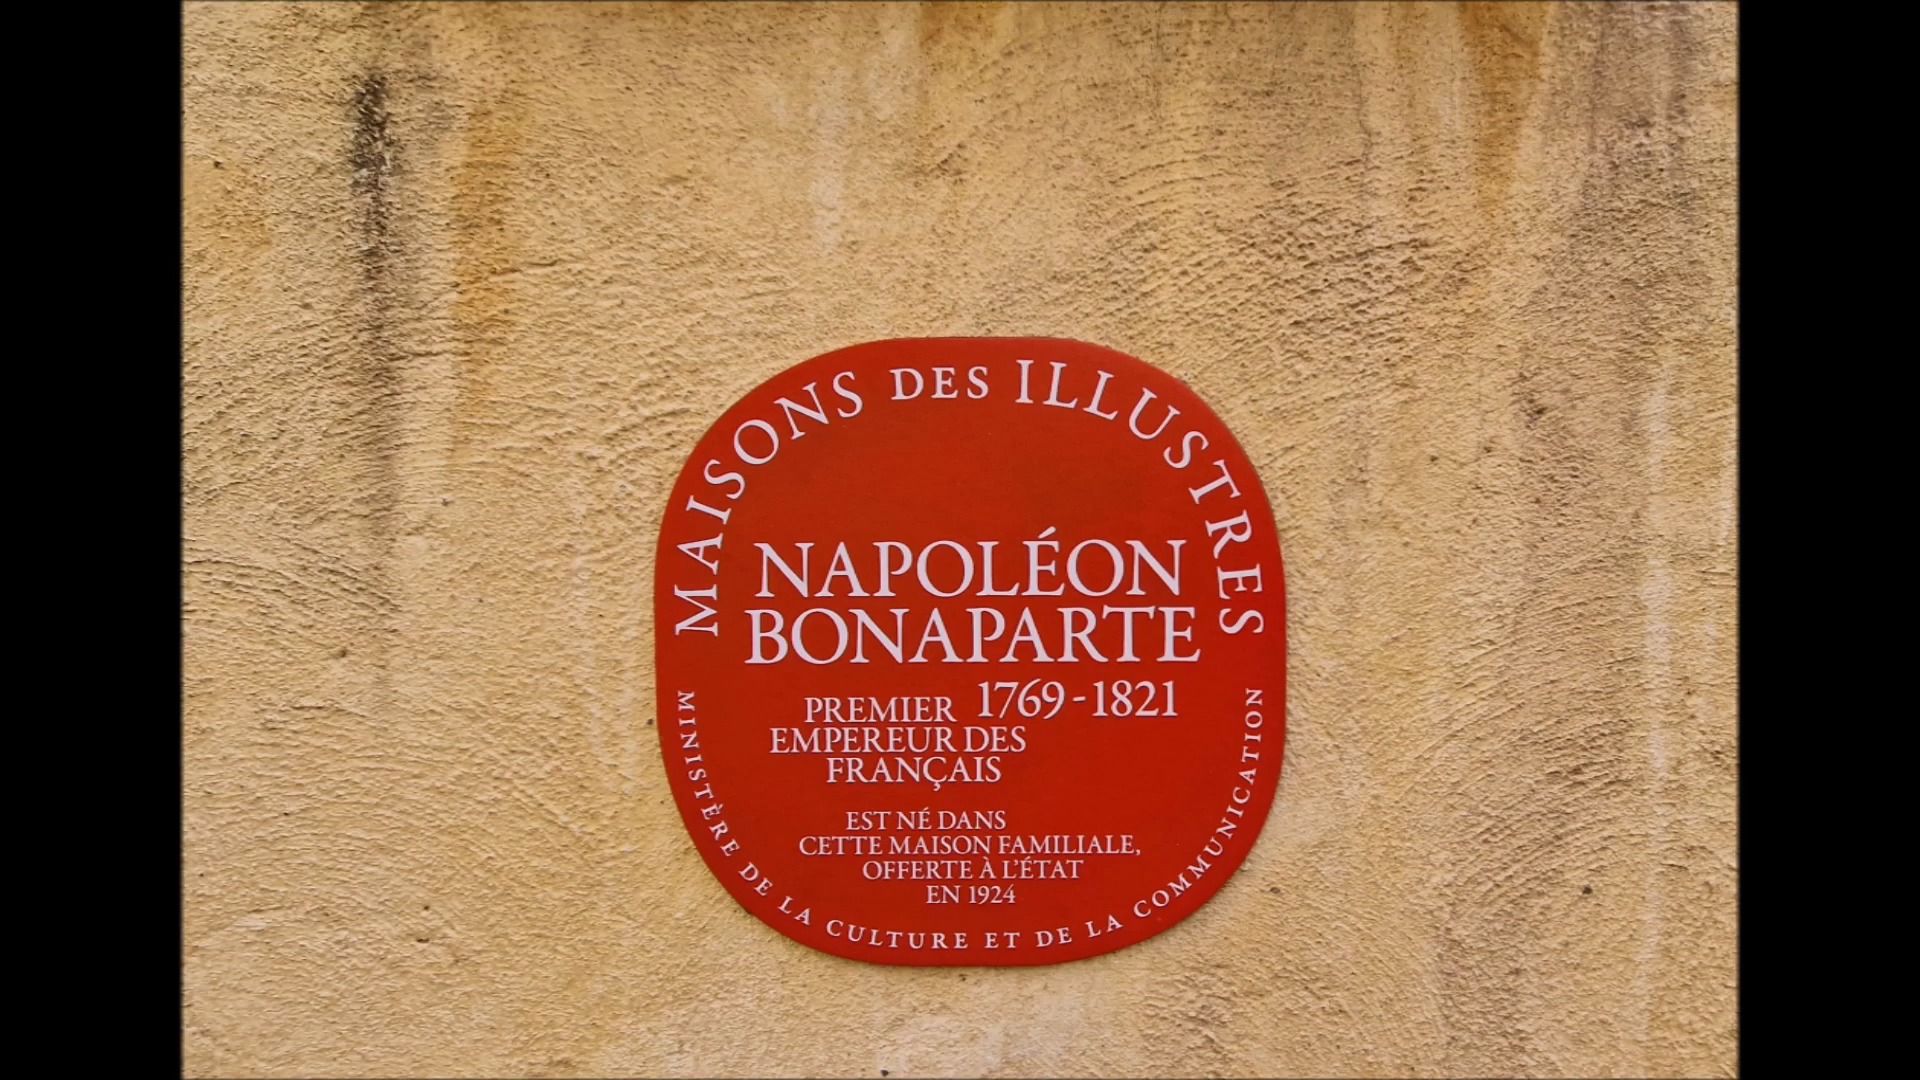 MAISONS DES ILLUSTRES
NAPOLÉON
BONAPARTE
1769-1821
PREMIER
EMPEREUR DES
FRANÇAIS
EST NÉ DANS
CETTE MAISON FAMILIALE,
OFFERTE À L'ÉTAT
EN 1924
MINISTÈRE DE LA CULTURE ET DE LA COMMUNICATION